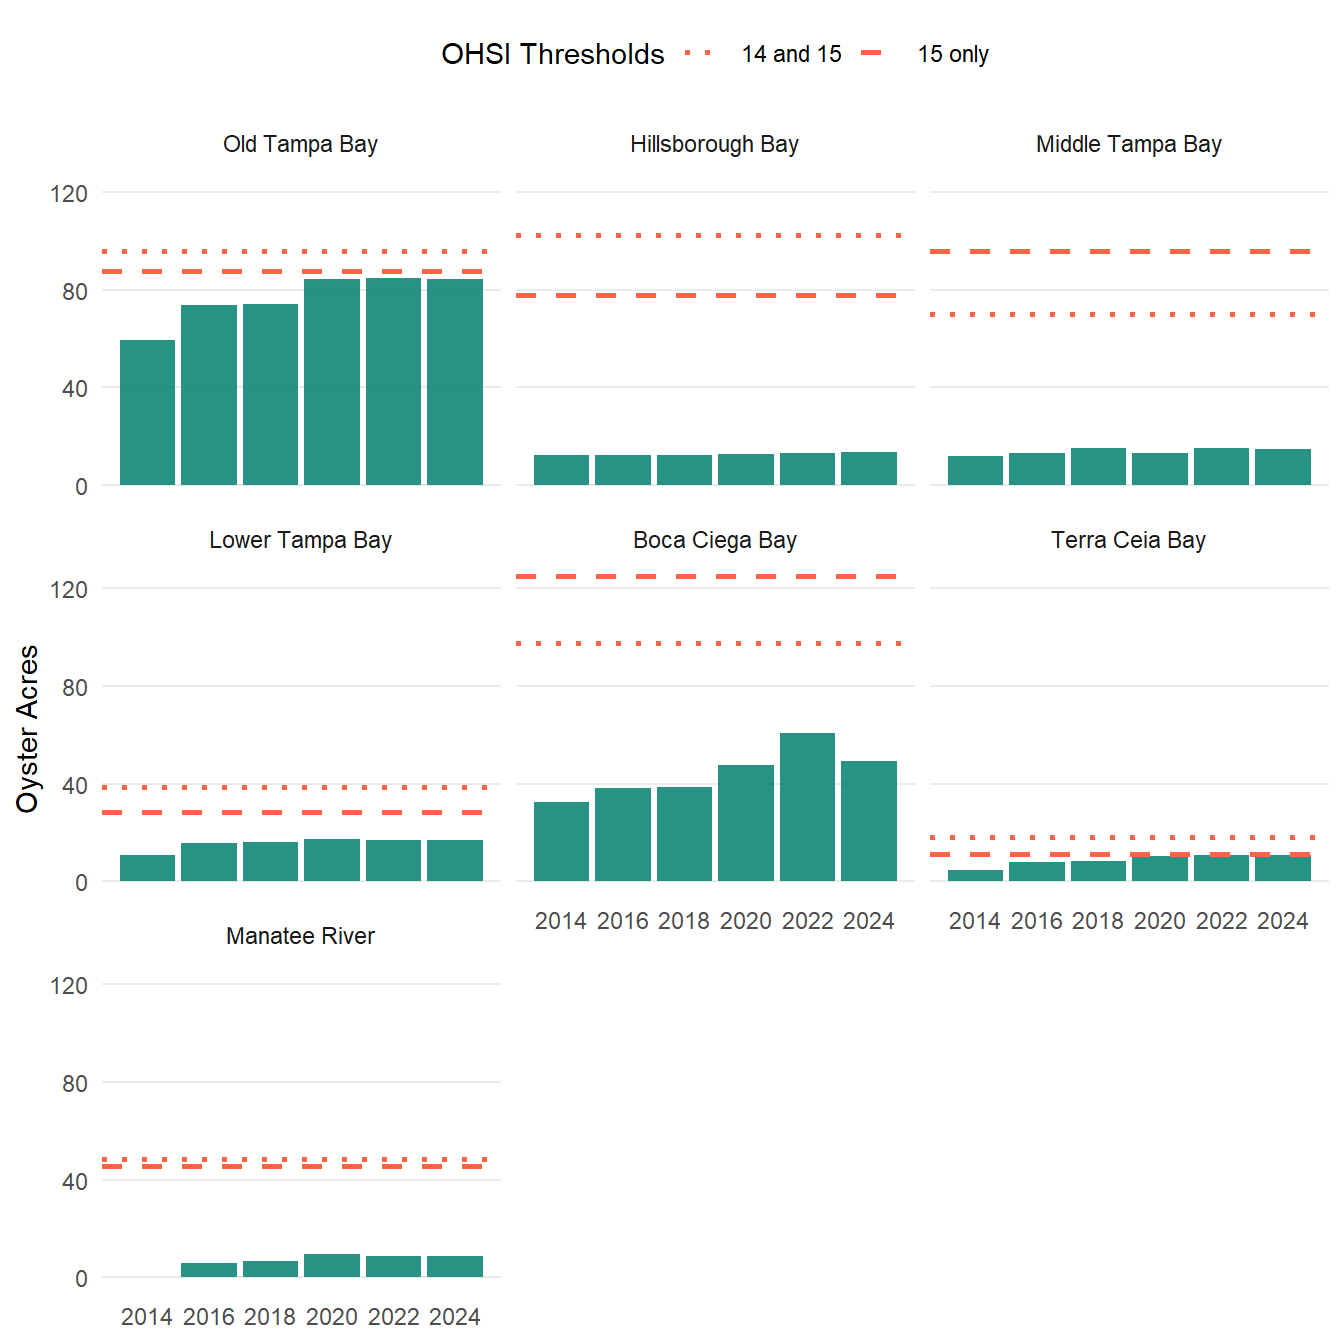 OHSI Thresholds 14 and 15 15 only
Old Tampa Bay Hillsborough Bay Middle Tampa Bay
120
80
40
0
Lower Tampa Bay Boca Ciega Bay Terra Ceia Bay
120
80
40
0
Oyster Acres
2014 2016 2018 2020 2022 2024 2014 2016 2018 2020 2022 2024
Manatee River
120
80
40
0
2014 2016 2018 2020 2022 2024